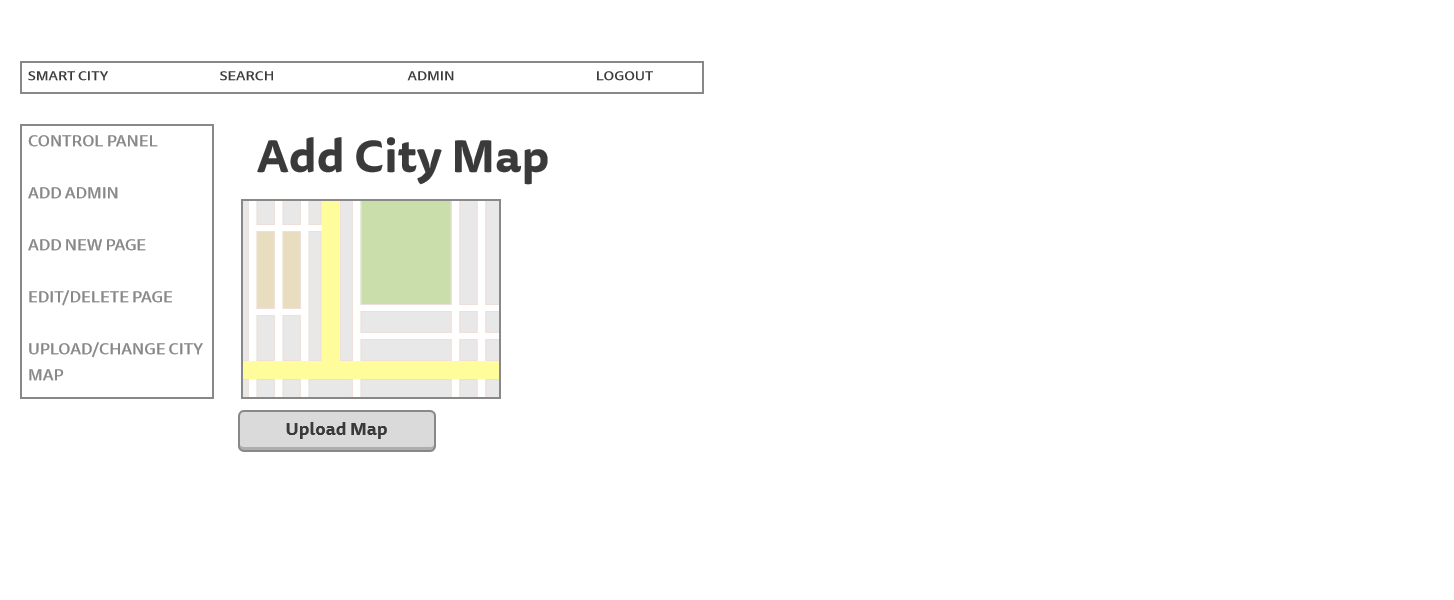 SMART CITY SEARCH ADMIN LOGOUT
CONTROL PANEL
Add City Map
ADD ADMIN
ADD NEW PAGE
EDIT/DELETE PAGE
UPLOAD/CHANGE CITY
MAP
Upload Map